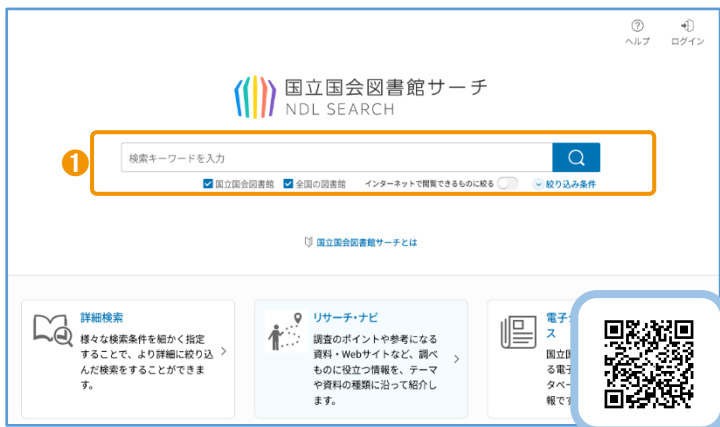 ヘルプ ログイン
国立国会図書館サーチ
NDL SEARCH
1
検索キーワードを入力
国立国会図書館 全国の図書館 インターネットで閲覧できるものに絞る 絞り込み条件
国立国会図書館サーチとは
詳細検索
様々な検索条件を細かく指定
することで、より詳細に絞り込
んだ検索をすることができま
す。
リサーチ・ナビ
調査のポイントや参考になる
資料・Webサイトなど、調べ
ものに役立つ情報を、テーマ
や資料の種類に沿って紹介し
ます。
電子
ス
国立
る電子
タベー
報で